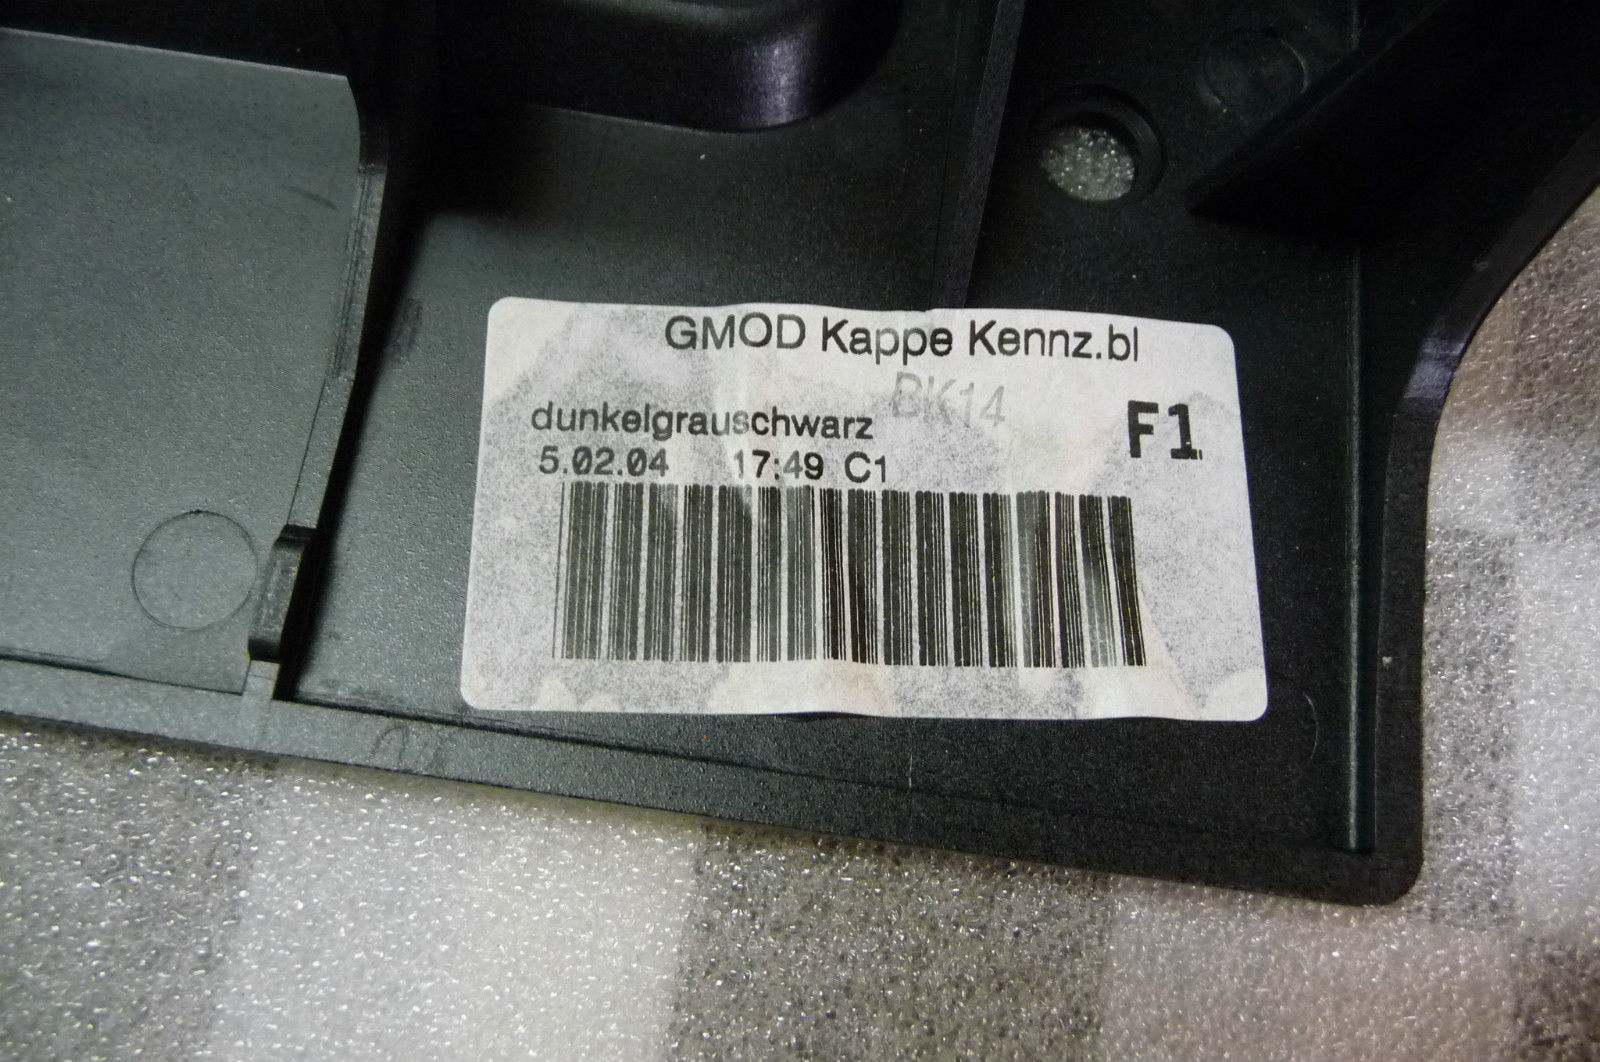 GMOD Kappe Kennz.bl
BK14
dunkelgrauschwarz
F1
5.02.04 17:49 C1